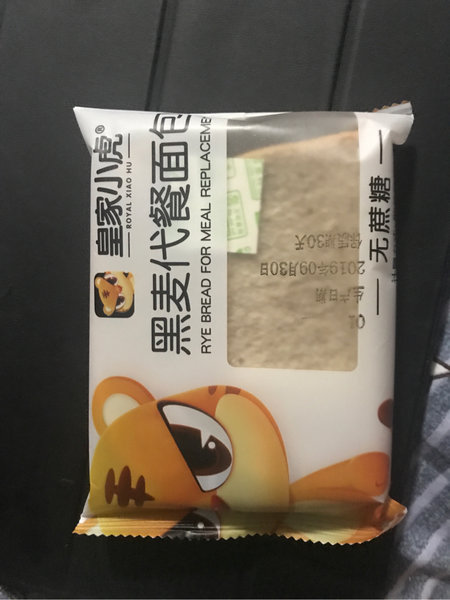 皇家小虎®
ROYAL XIAO HU
黑麦代餐面包
RYE BREAD FOR MEAL REPLACEME
无蔗糖
生产日期 01
2019年09月30日
保质期30天